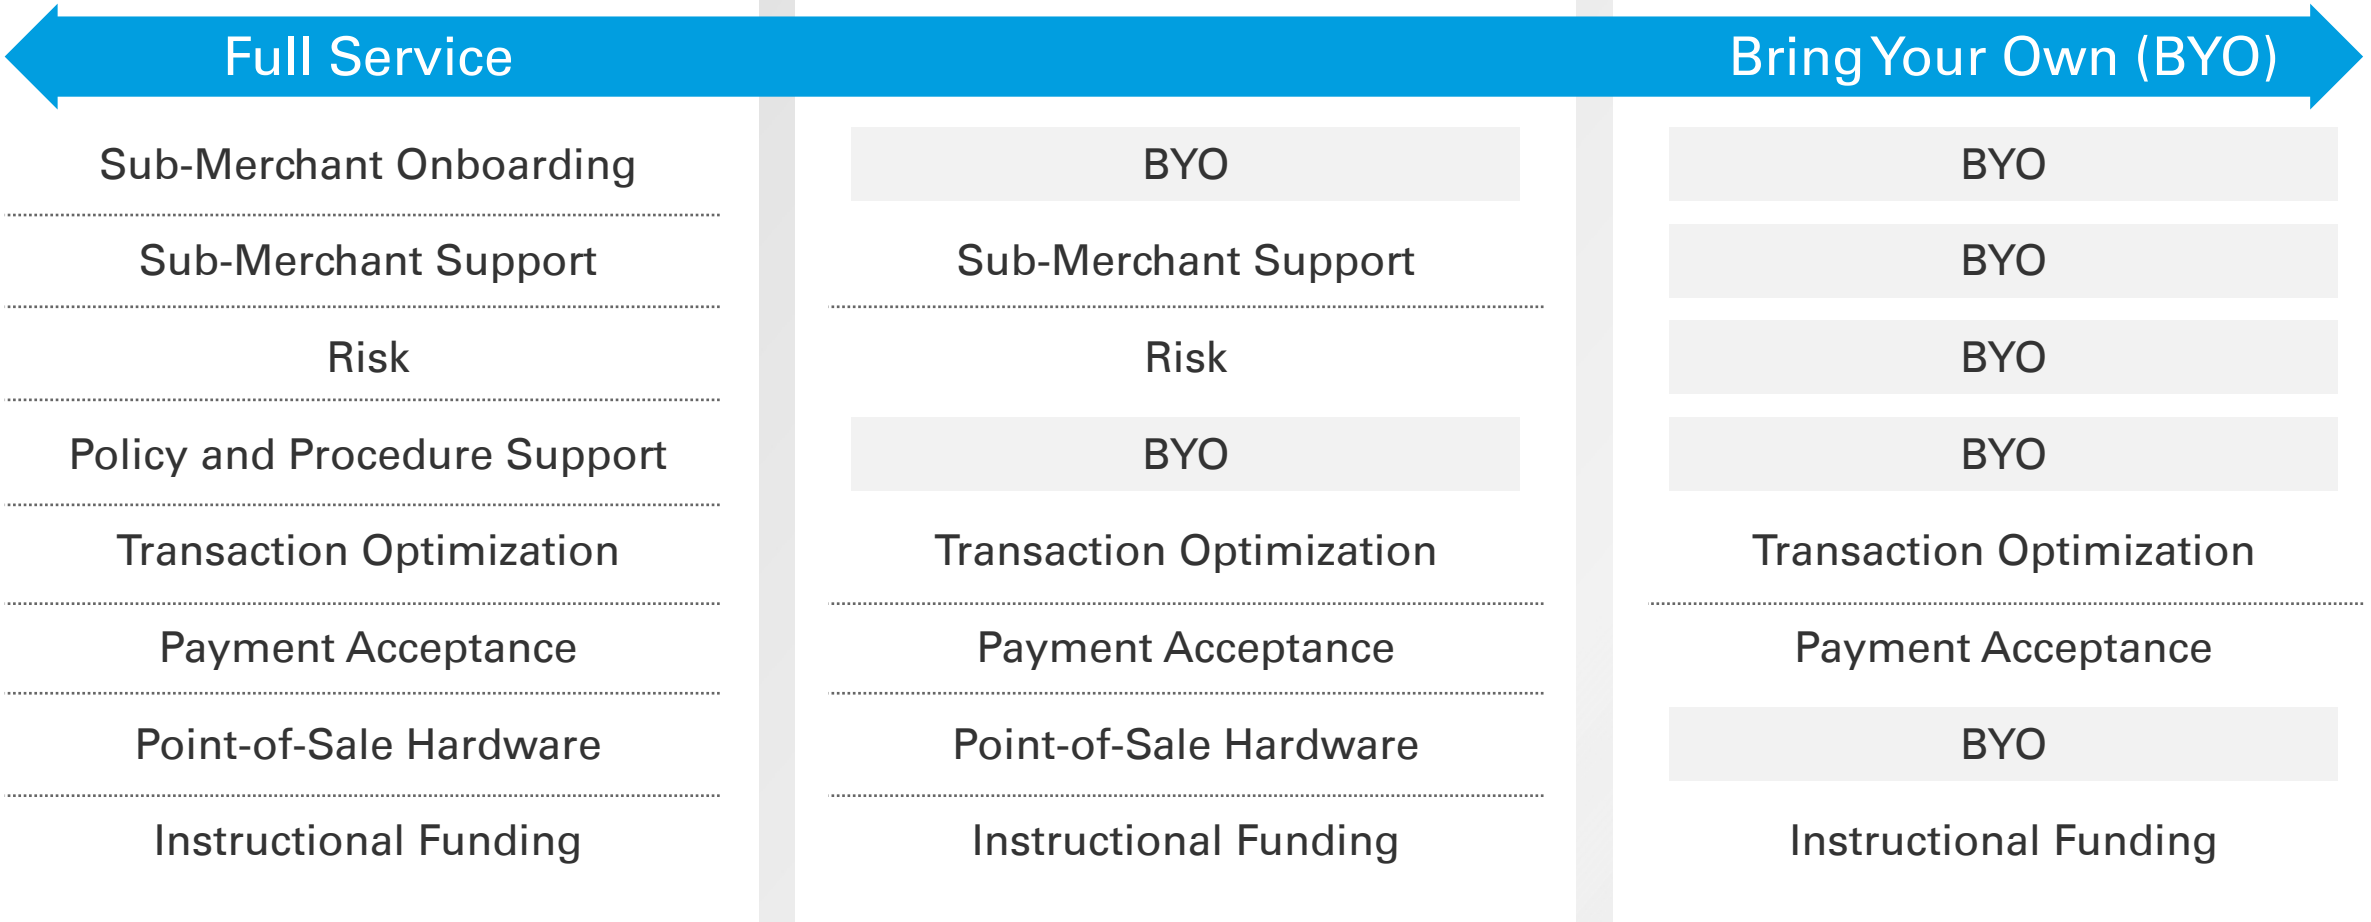 Full Service
Bring Your Own (BYO)
Sub-Merchant Onboarding
BYO
BYO
Sub-Merchant Support
Sub-Merchant Support
BYO
Risk
Risk
BYO
Policy and Procedure Support
BYO
BYO
Transaction Optimization
Transaction Optimization
Transaction Optimization
Payment Acceptance
Payment Acceptance
Payment Acceptance
Point-of-Sale Hardware
Point-of-Sale Hardware
BYO
Instructional Funding
Instructional Funding
Instructional Funding